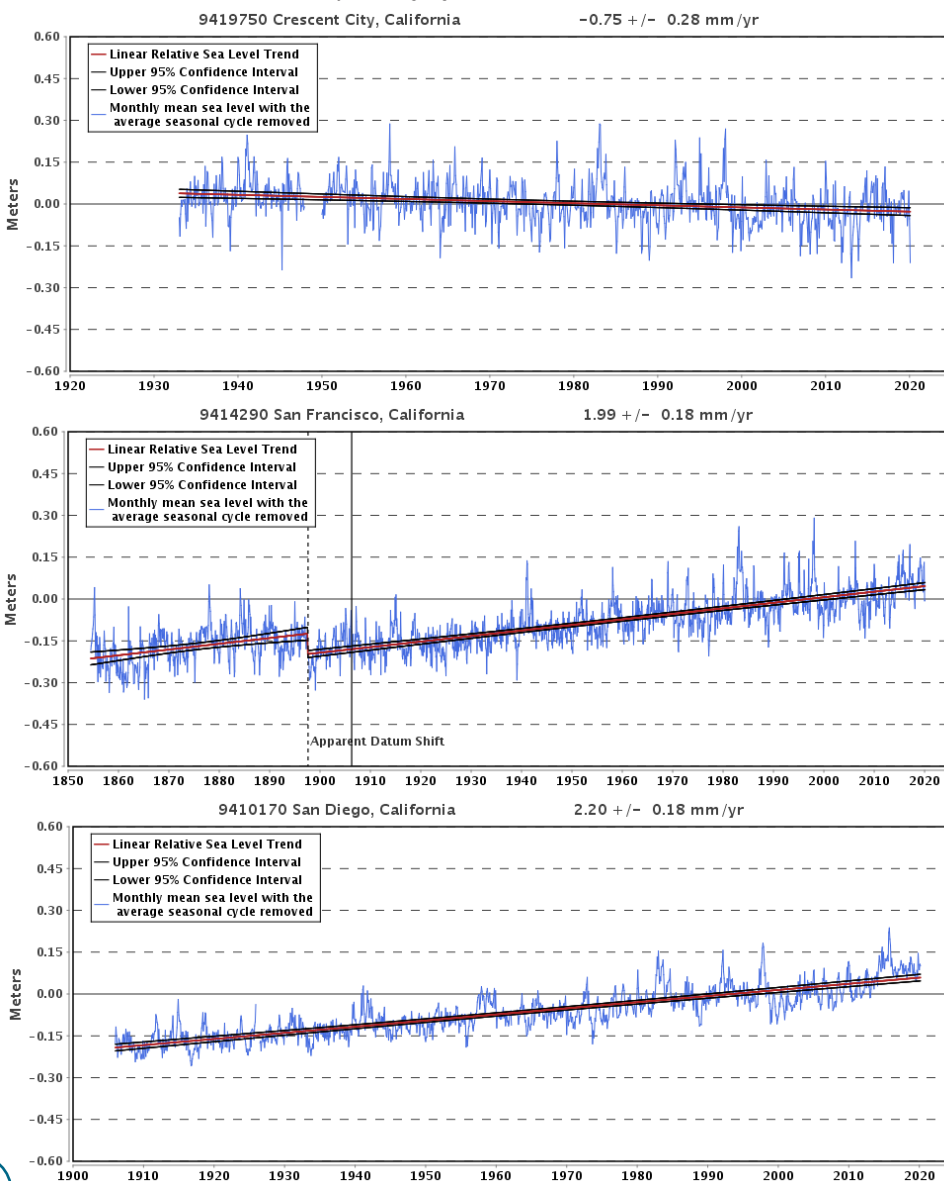 9419750 Crescent City, California −0.75 +/− 0.28 mm/yr
0.60
Linear Relative Sea Level Trend
Upper 95% Confidence Interval
Lower 95% Confidence Interval
Monthly mean sea level with the
average seasonal cycle removed
0.45
0.30
0.15
0.00
−0.15
−0.30
−0.45
−0.60
Meters
1920 1930 1940 1950 1960 1970 1980 1990 2000 2010 2020
9414290 San Francisco, California 1.99 +/− 0.18 mm/yr
0.60
Linear Relative Sea Level Trend
Upper 95% Confidence Interval
Lower 95% Confidence Interval
Monthly mean sea level with the
average seasonal cycle removed
0.45
0.30
0.15
0.00
−0.15
−0.30
−0.45
−0.60
Meters
Apparent Datum Shift
1850 1860 1870 1880 1890 1900 1910 1920 1930 1940 1950 1960 1970 1980 1990 2000 2010 2020
9410170 San Diego, California 2.20 +/− 0.18 mm/yr
0.60
Linear Relative Sea Level Trend
Upper 95% Confidence Interval
Lower 95% Confidence Interval
Monthly mean sea level with the
average seasonal cycle removed
0.45
0.30
0.15
0.00
−0.15
−0.30
−0.45
−0.60
Meters
1900 1910 1920 1930 1940 1950 1960 1970 1980 1990 2000 2010 2020